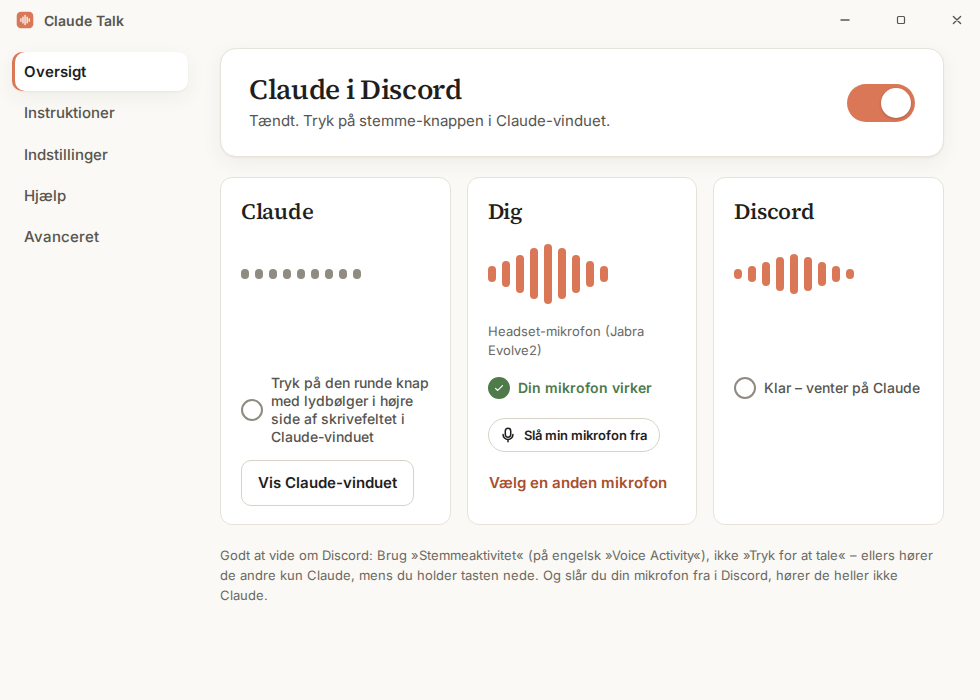 Claude Talk
Oversigt
Instruktioner
Indstillinger
Hjælp
Avanceret
Claude i Discord
Tændt. Tryk på stemme-knappen i Claude-vinduet.
Claude
Tryk på den runde knap
med lydbølger i højre
side af skrivefeltet i
Claude-vinduet
Vis Claude-vinduet
Dig
Headset-mikrofon (Jabra
Evolve2)
Din mikrofon virker
Slå min mikrofon fra
Vælg en anden mikrofon
Discord
Klar – venter på Claude
Godt at vide om Discord: Brug »Stemmeaktivitet« (på engelsk »Voice Activity«), ikke »Tryk for at tale« – ellers hører
de andre kun Claude, mens du holder tasten nede. Og slår du din mikrofon fra i Discord, hører de heller ikke
Claude.